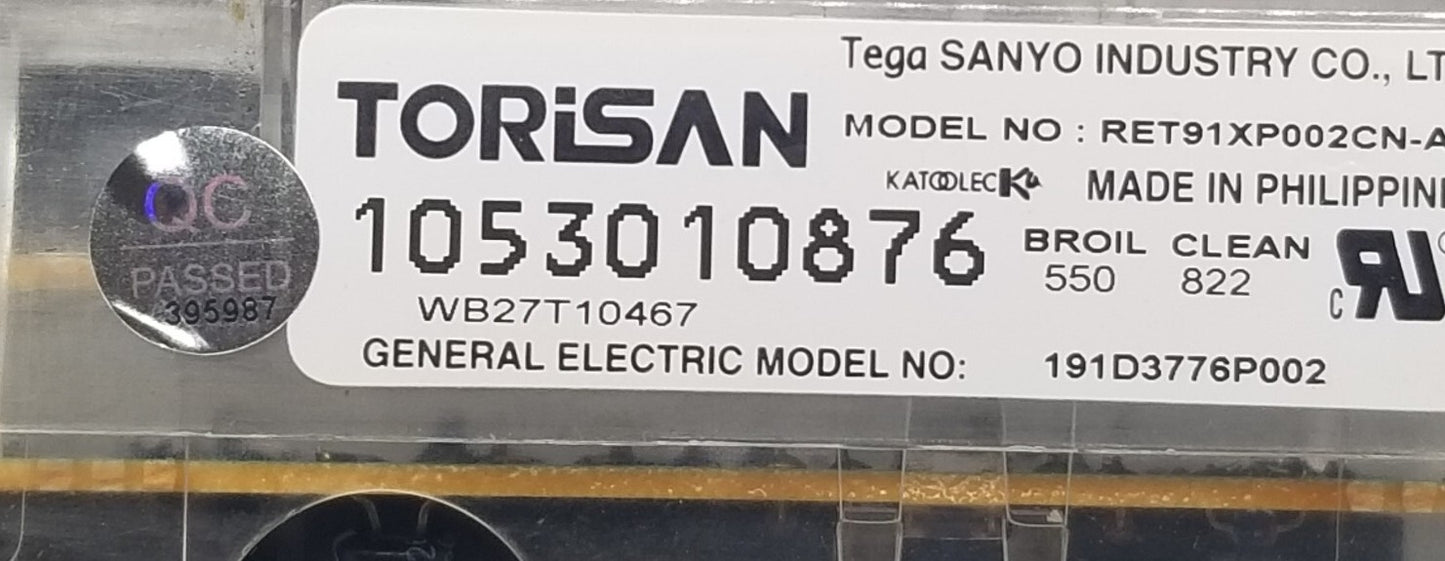 Tega SANYO INDUSTRY CO., LT
TORiSAN
MODEL NO : RET91XP002CN-A
KATOOLEC
MADE IN PHILIPPIN
1053010876
BROIL CLEAN
550 822
WB27T10467
GENERAL ELECTRIC MODEL NO: 191D3776P002
QC
PASSED
395987